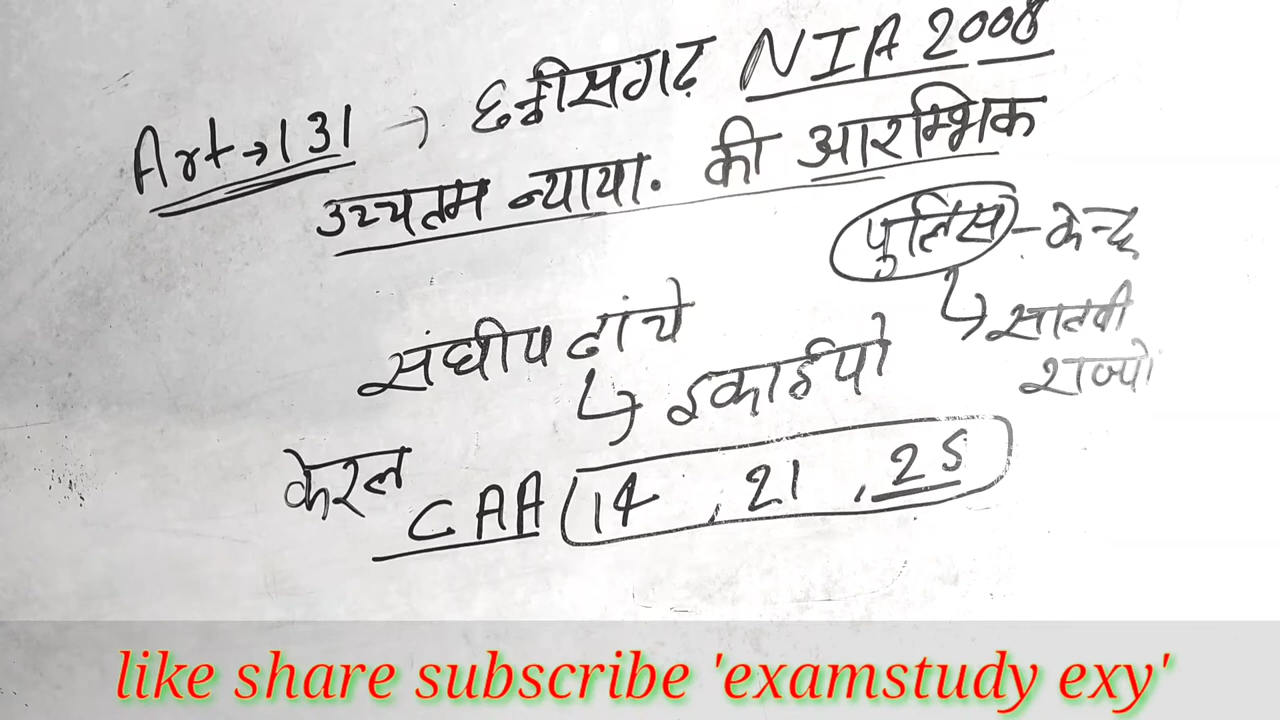 Art→131 → छत्तीसगढ़ NIA 2008
उच्चतम न्याया. की आरम्भिक
पुलिस - केन्द्र
↳ सातवी
राज्यो
संघीय ढांचे
↳ इकाईयो
केरल
CAA (14, 21, 25)
like share subscribe 'examstudy exy'